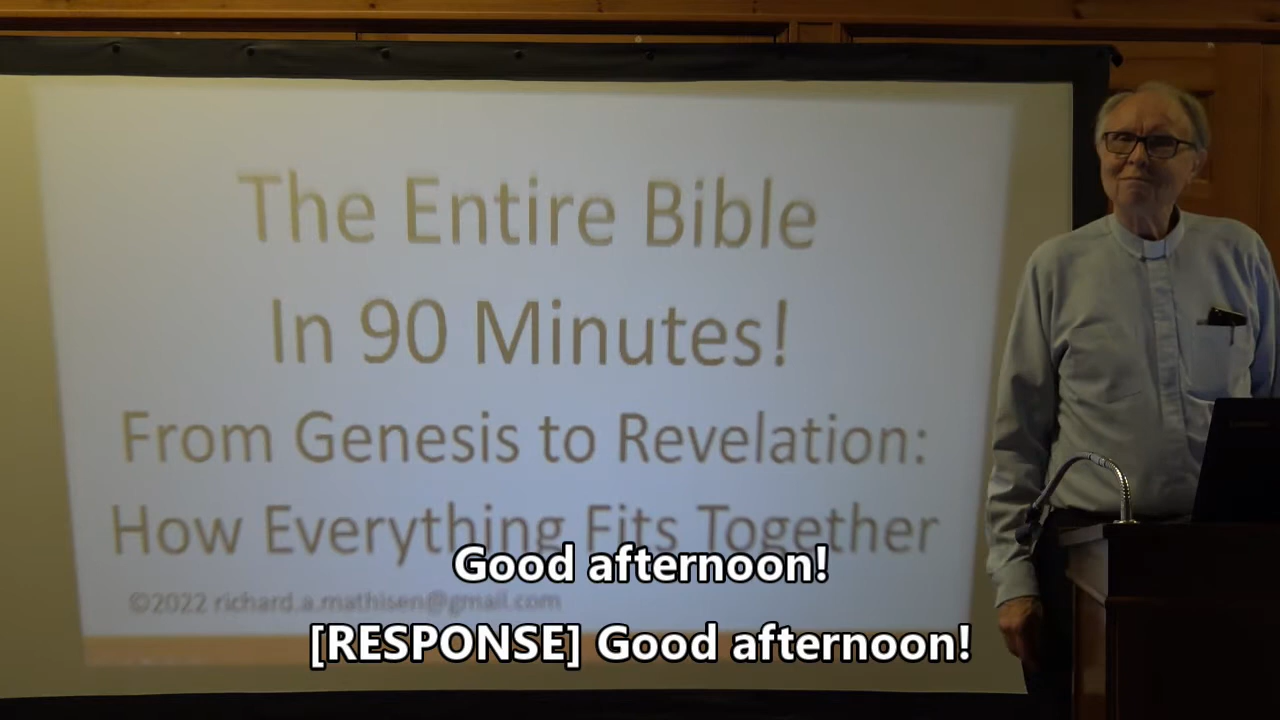 The Entire Bible
In 90 Minutes!
From Genesis to Revelation:
How Everything Fits Together
Good afternoon!
©2022 richard.a.mathisen@gmail.com
[RESPONSE] Good afternoon!